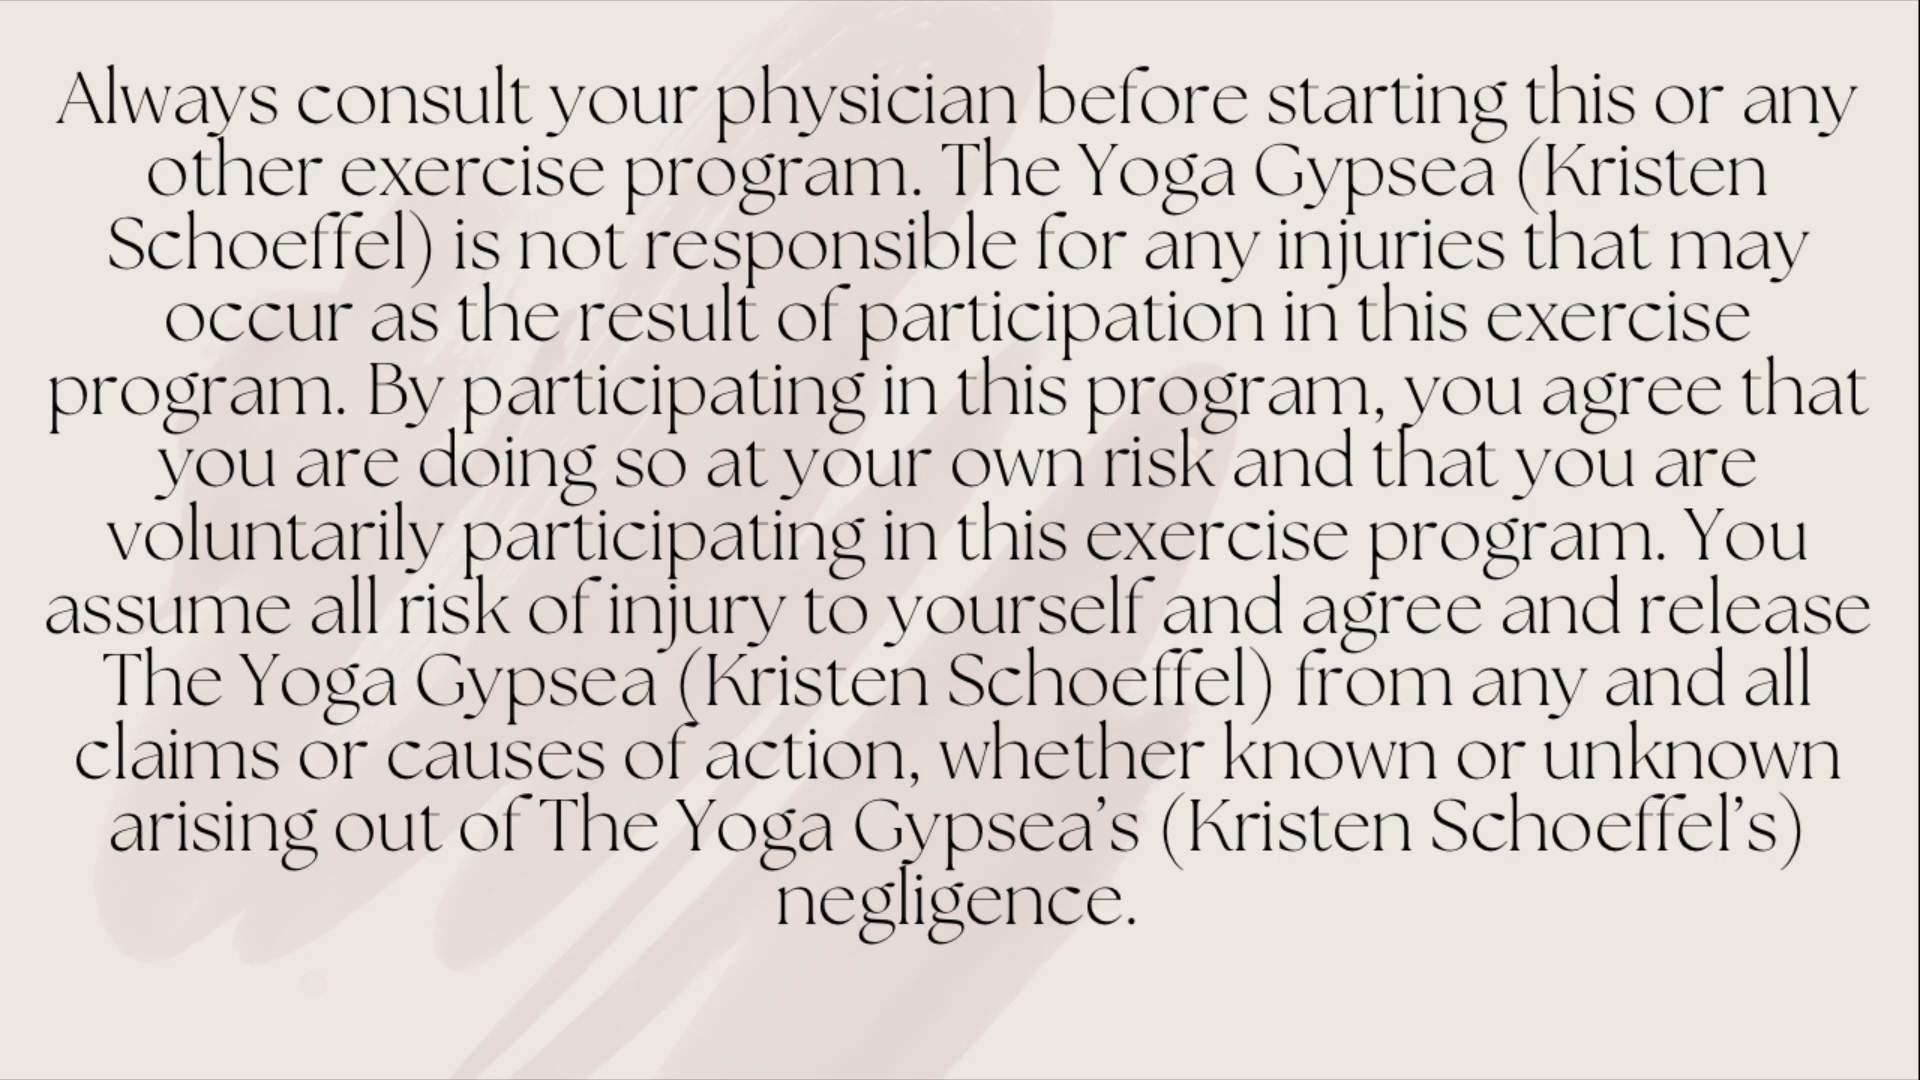 Always consult your physician before starting this or any
other exercise program. The Yoga Gypsea (Kristen
Schoeffel) is not responsible for any injuries that may
occur as the result of participation in this exercise
program. By participating in this program, you agree that
you are doing so at your own risk and that you are
voluntarily participating in this exercise program. You
assume all risk of injury to yourself and agree and release
The Yoga Gypsea (Kristen Schoeffel) from any and all
claims or causes of action, whether known or unknown
arising out of The Yoga Gypsea’s (Kristen Schoeffel’s)
negligence.